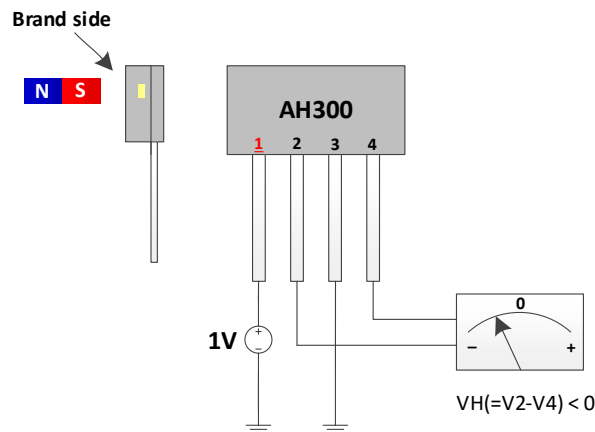 Brand side
N S
AH300
1 2 3 4
1V
+
−
0
− +
VH(=V2-V4) < 0